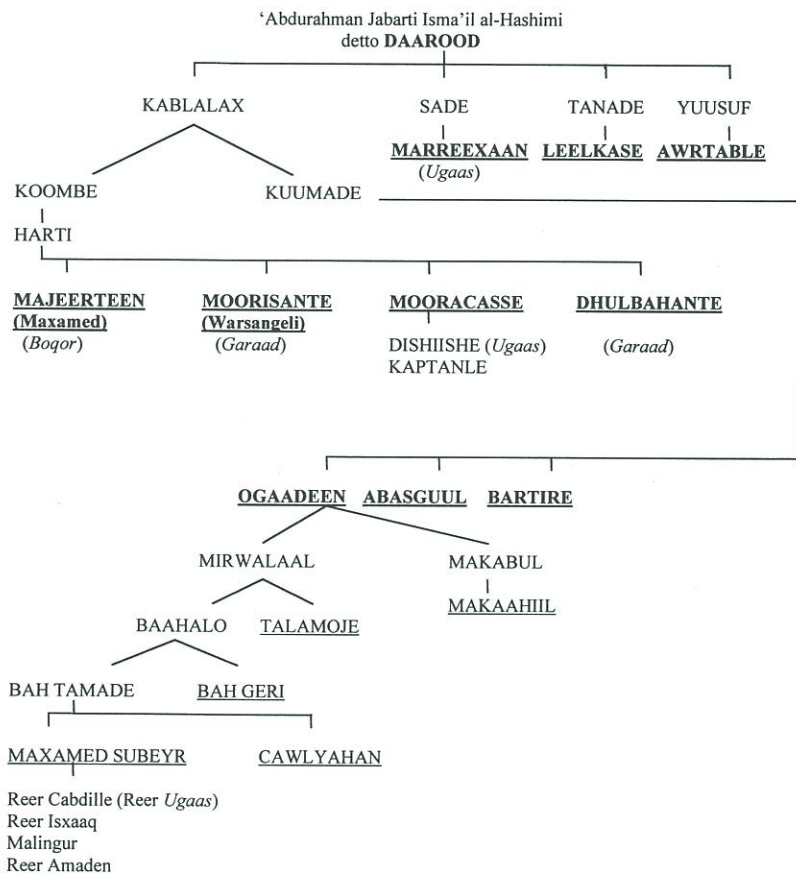 ‘Abdurahman Jabarti Isma’il al-Hashimi
detto DAAROOD
KABLALAX SADE TANADE YUUSUF
MARREEXAAN LEELKASE AWRTABLE
(Ugaas)
KOOMBE KUUMADE
HARTI
MAJEERTEEN MOORISANTE MOORACASSE DHULBAHANTE
(Maxamed) (Warsangeli)
(Boqor) (Garaad) DISHIISHE (Ugaas) (Garaad)
KAPTANLE
OGAADEEN ABASGUUL BARTIRE
MIRWALAAL MAKABUL
MAKAAHIIL
BAAHALO TALAMOJE
BAH TAMADE BAH GERI
MAXAMED SUBEYR CAWLYAHAN
Reer Cabdille (Reer Ugaas)
Reer Isxaaq
Malingur
Reer Amaden